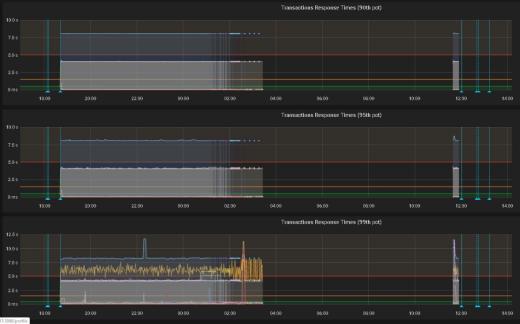 Transactions Response Times (90th pct)
10.0 s
7.5 s
5.0 s
2.5 s
0 ms
18:00 20:00 22:00 00:00 02:00 04:00 06:00 08:00 10:00 12:00 14:00
Transactions Response Times (95th pct)
10.0 s
7.5 s
5.0 s
2.5 s
0 ms
18:00 20:00 22:00 00:00 02:00 04:00 06:00 08:00 10:00 12:00 14:00
Transactions Response Times (99th pct)
12.5 s
10.0 s
7.5 s
5.0 s
2.5 s
0 ms
18:00 20:00 22:00 00:00 02:00 04:00 06:00 08:00 10:00 12:00 14:00